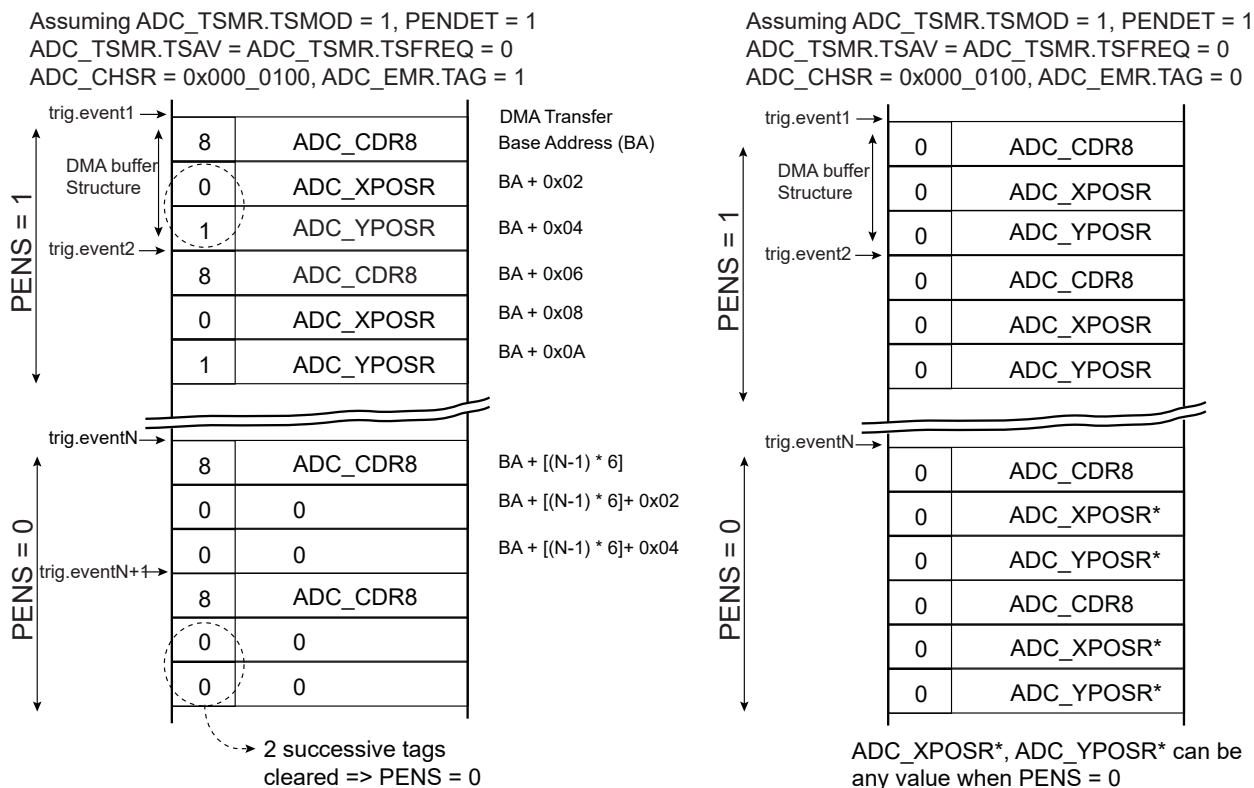 Assuming ADC_TSMR.TSMOD = 1, PENDET = 1
ADC_TSMR.TSAV = ADC_TSMR.TSFREQ = 0
ADC_CHSR = 0x000_0100, ADC_EMR.TAG = 1
trig.event1
DMA Transfer
8 ADC_CDR8 Base Address (BA)
DMA buffer
Structure
0 ADC_XPOSR BA + 0x02
1 ADC_YPOSR BA + 0x04
PENS = 1
trig.event2
8 ADC_CDR8 BA + 0x06
0 ADC_XPOSR BA + 0x08
1 ADC_YPOSR BA + 0x0A
trig.eventN
8 ADC_CDR8 BA + [(N-1) * 6]
0 0 BA + [(N-1) * 6]+ 0x02
0 0 BA + [(N-1) * 6]+ 0x04
PENS = 0
trig.eventN+1
8 ADC_CDR8
0 0
0 0
2 successive tags
cleared => PENS = 0
Assuming ADC_TSMR.TSMOD = 1, PENDET = 1
ADC_TSMR.TSAV = ADC_TSMR.TSFREQ = 0
ADC_CHSR = 0x000_0100, ADC_EMR.TAG = 0
trig.event1
0 ADC_CDR8
DMA buffer
Structure
0 ADC_XPOSR
0 ADC_YPOSR
PENS = 1
trig.event2
0 ADC_CDR8
0 ADC_XPOSR
0 ADC_YPOSR
trig.eventN
0 ADC_CDR8
0 ADC_XPOSR*
0 ADC_YPOSR*
PENS = 0
0 ADC_CDR8
0 ADC_XPOSR*
0 ADC_YPOSR*
ADC_XPOSR*, ADC_YPOSR* can be
any value when PENS = 0